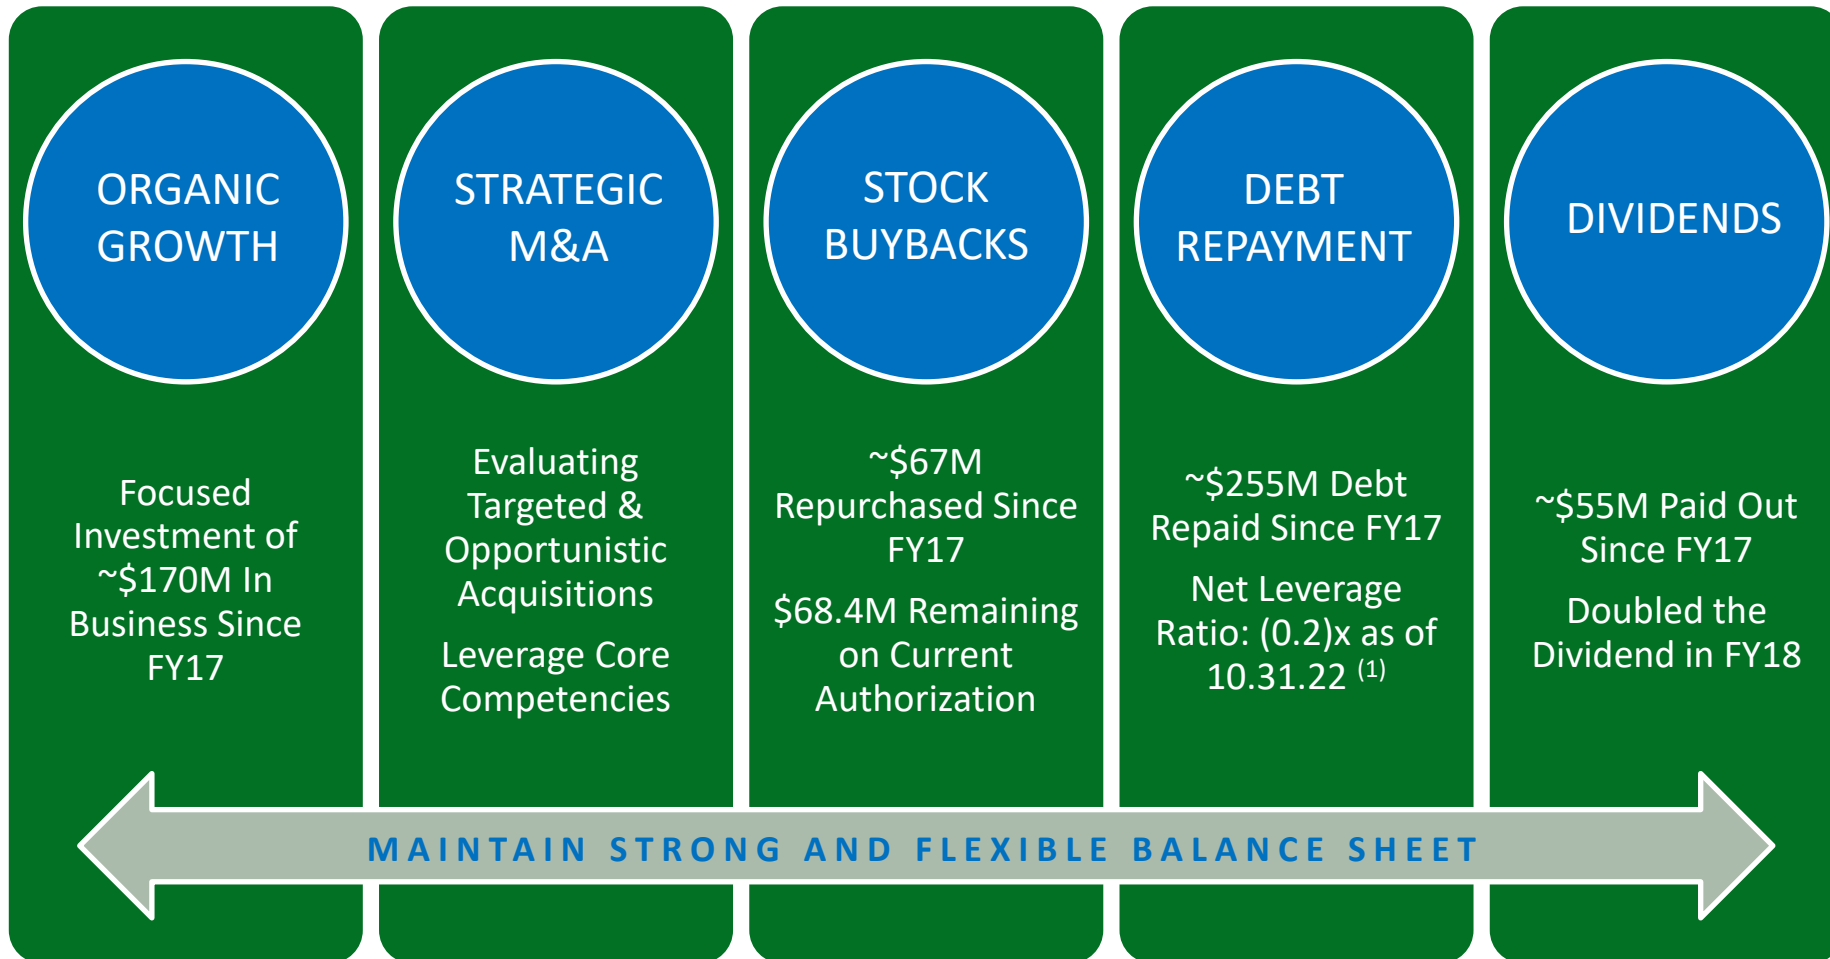 ORGANIC
GROWTH
Focused
Investment of
~$170M In
Business Since
FY17
STRATEGIC
M&A
Evaluating
Targeted &
Opportunistic
Acquisitions
Leverage Core
Competencies
STOCK
BUYBACKS
~$67M
Repurchased Since
FY17
$68.4M Remaining
on Current
Authorization
DEBT
REPAYMENT
~$255M Debt
Repaid Since FY17
Net Leverage
Ratio: (0.2)x as of
10.31.22 (1)
DIVIDENDS
~$55M Paid Out
Since FY17
Doubled the
Dividend in FY18
MAINTAIN STRONG AND FLEXIBLE BALANCE SHEET